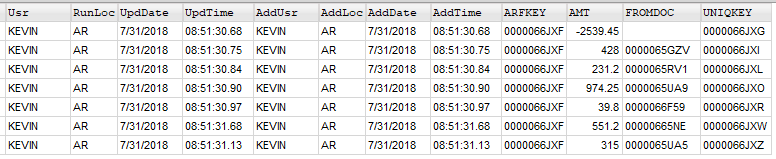 Usr RunLoc UpdDate UpdTime AddUsr AddLoc AddDate AddTime ARFKEY AMT FROMDOC UNIQKEY
KEVIN AR 7/31/2018 08:51:30.68 KEVIN AR 7/31/2018 08:51:30.68 0000066JXF -2539.45 0000066JXG
KEVIN AR 7/31/2018 08:51:30.75 KEVIN AR 7/31/2018 08:51:30.75 0000066JXF 428 0000065GZV 0000066JXI
KEVIN AR 7/31/2018 08:51:30.84 KEVIN AR 7/31/2018 08:51:30.84 0000066JXF 231.2 0000065RV1 0000066JXL
KEVIN AR 7/31/2018 08:51:30.90 KEVIN AR 7/31/2018 08:51:30.90 0000066JXF 974.25 0000065UA9 0000066JXO
KEVIN AR 7/31/2018 08:51:30.97 KEVIN AR 7/31/2018 08:51:30.97 0000066JXF 39.8 000006​6F59 0000066JXR
KEVIN AR 7/31/2018 08:51:31.68 KEVIN AR 7/31/2018 08:51:31.68 0000066JXF 551.2 00000665NE 0000066JXW
KEVIN AR 7/31/2018 08:51:31.13 KEVIN AR 7/31/2018 08:51:31.13 0000066JXF 315 0000065UA5 0000066JXZ